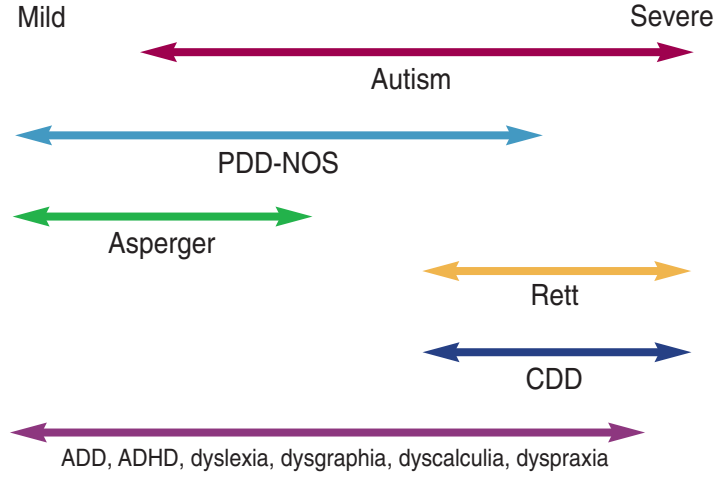 Mild
Severe
Autism
PDD-NOS
Asperger
Rett
CDD
ADD, ADHD, dyslexia, dysgraphia, dyscalculia, dyspraxia